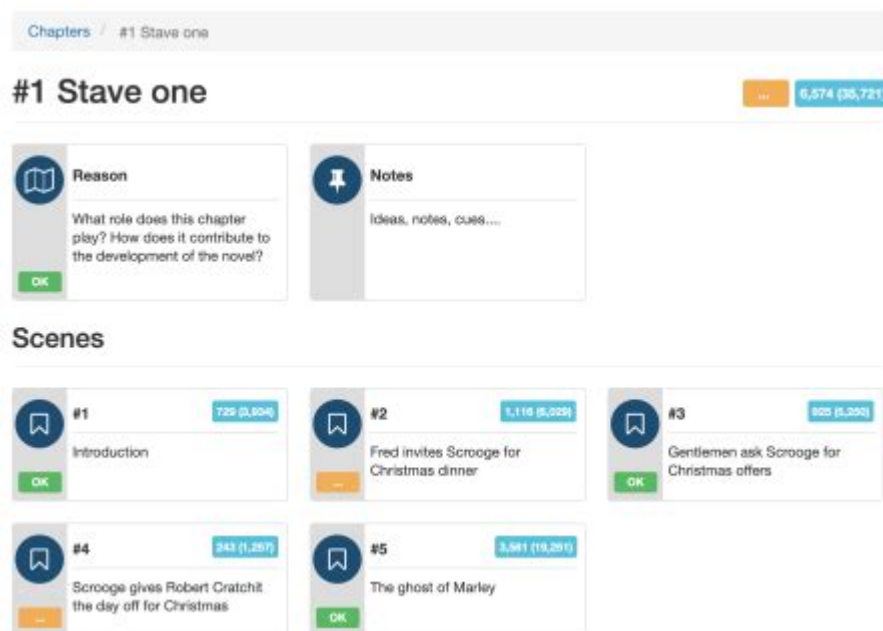 Chapters / #1 Stave one
#1 Stave one
... 6,574 (35,721
Reason
What role does this chapter
play? How does it contribute to
the development of the novel?
OK
Notes
Ideas, notes, cues....
Scenes
#1 729 (3,934)
Introduction
OK
#2 1,116 (6,029)
Fred invites Scrooge for
Christmas dinner
...
#3 925 (5,250)
Gentlemen ask Scrooge for
Christmas offers
OK
#4 243 (1,257)
Scrooge gives Robert Cratchit
the day off for Christmas
...
#5 3,561 (19,251)
The ghost of Marley
OK